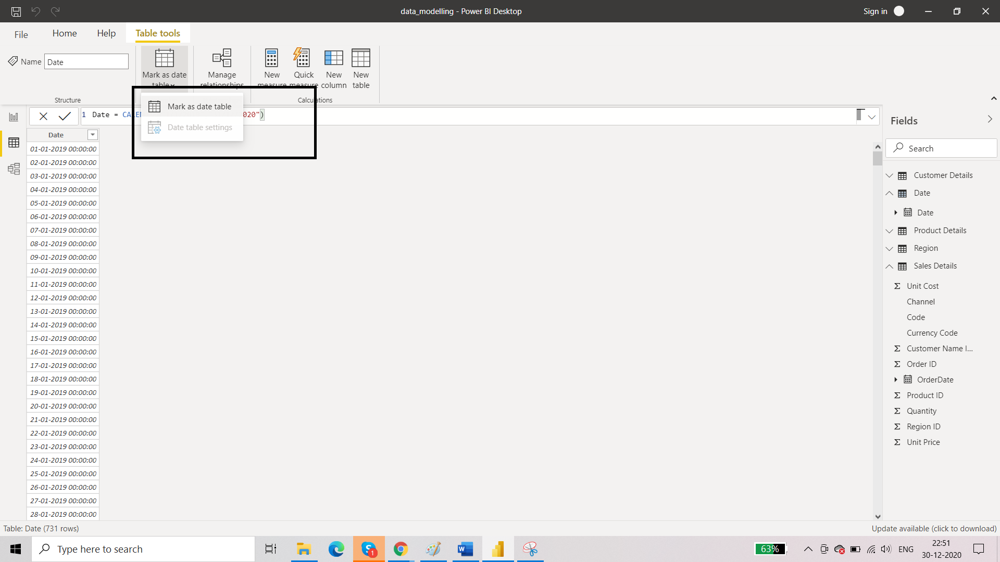 data_modelling - Power BI Desktop
Sign in
File
Home
Help
Table tools
Name
Date
Mark as date
table
Manage
relationships
New
measure
Quick
measure
New
column
New
table
Structure
Calculations
Mark as date table
Date table settings
1 Date = CALEN
020")
Date
01-01-2019 00:00:00
02-01-2019 00:00:00
03-01-2019 00:00:00
04-01-2019 00:00:00
05-01-2019 00:00:00
06-01-2019 00:00:00
07-01-2019 00:00:00
08-01-2019 00:00:00
09-01-2019 00:00:00
10-01-2019 00:00:00
11-01-2019 00:00:00
12-01-2019 00:00:00
13-01-2019 00:00:00
14-01-2019 00:00:00
15-01-2019 00:00:00
16-01-2019 00:00:00
17-01-2019 00:00:00
18-01-2019 00:00:00
19-01-2019 00:00:00
20-01-2019 00:00:00
21-01-2019 00:00:00
22-01-2019 00:00:00
23-01-2019 00:00:00
24-01-2019 00:00:00
25-01-2019 00:00:00
26-01-2019 00:00:00
27-01-2019 00:00:00
28-01-2019 00:00:00
Fields
Search
Customer Details
Date
Date
Product Details
Region
Sales Details
Unit Cost
Channel
Code
Currency Code
Customer Name I...
Order ID
OrderDate
Product ID
Quantity
Region ID
Unit Price
Table: Date (731 rows)
Update available (click to download)
Type here to search
1
63%
ENG
22:51
30-12-2020